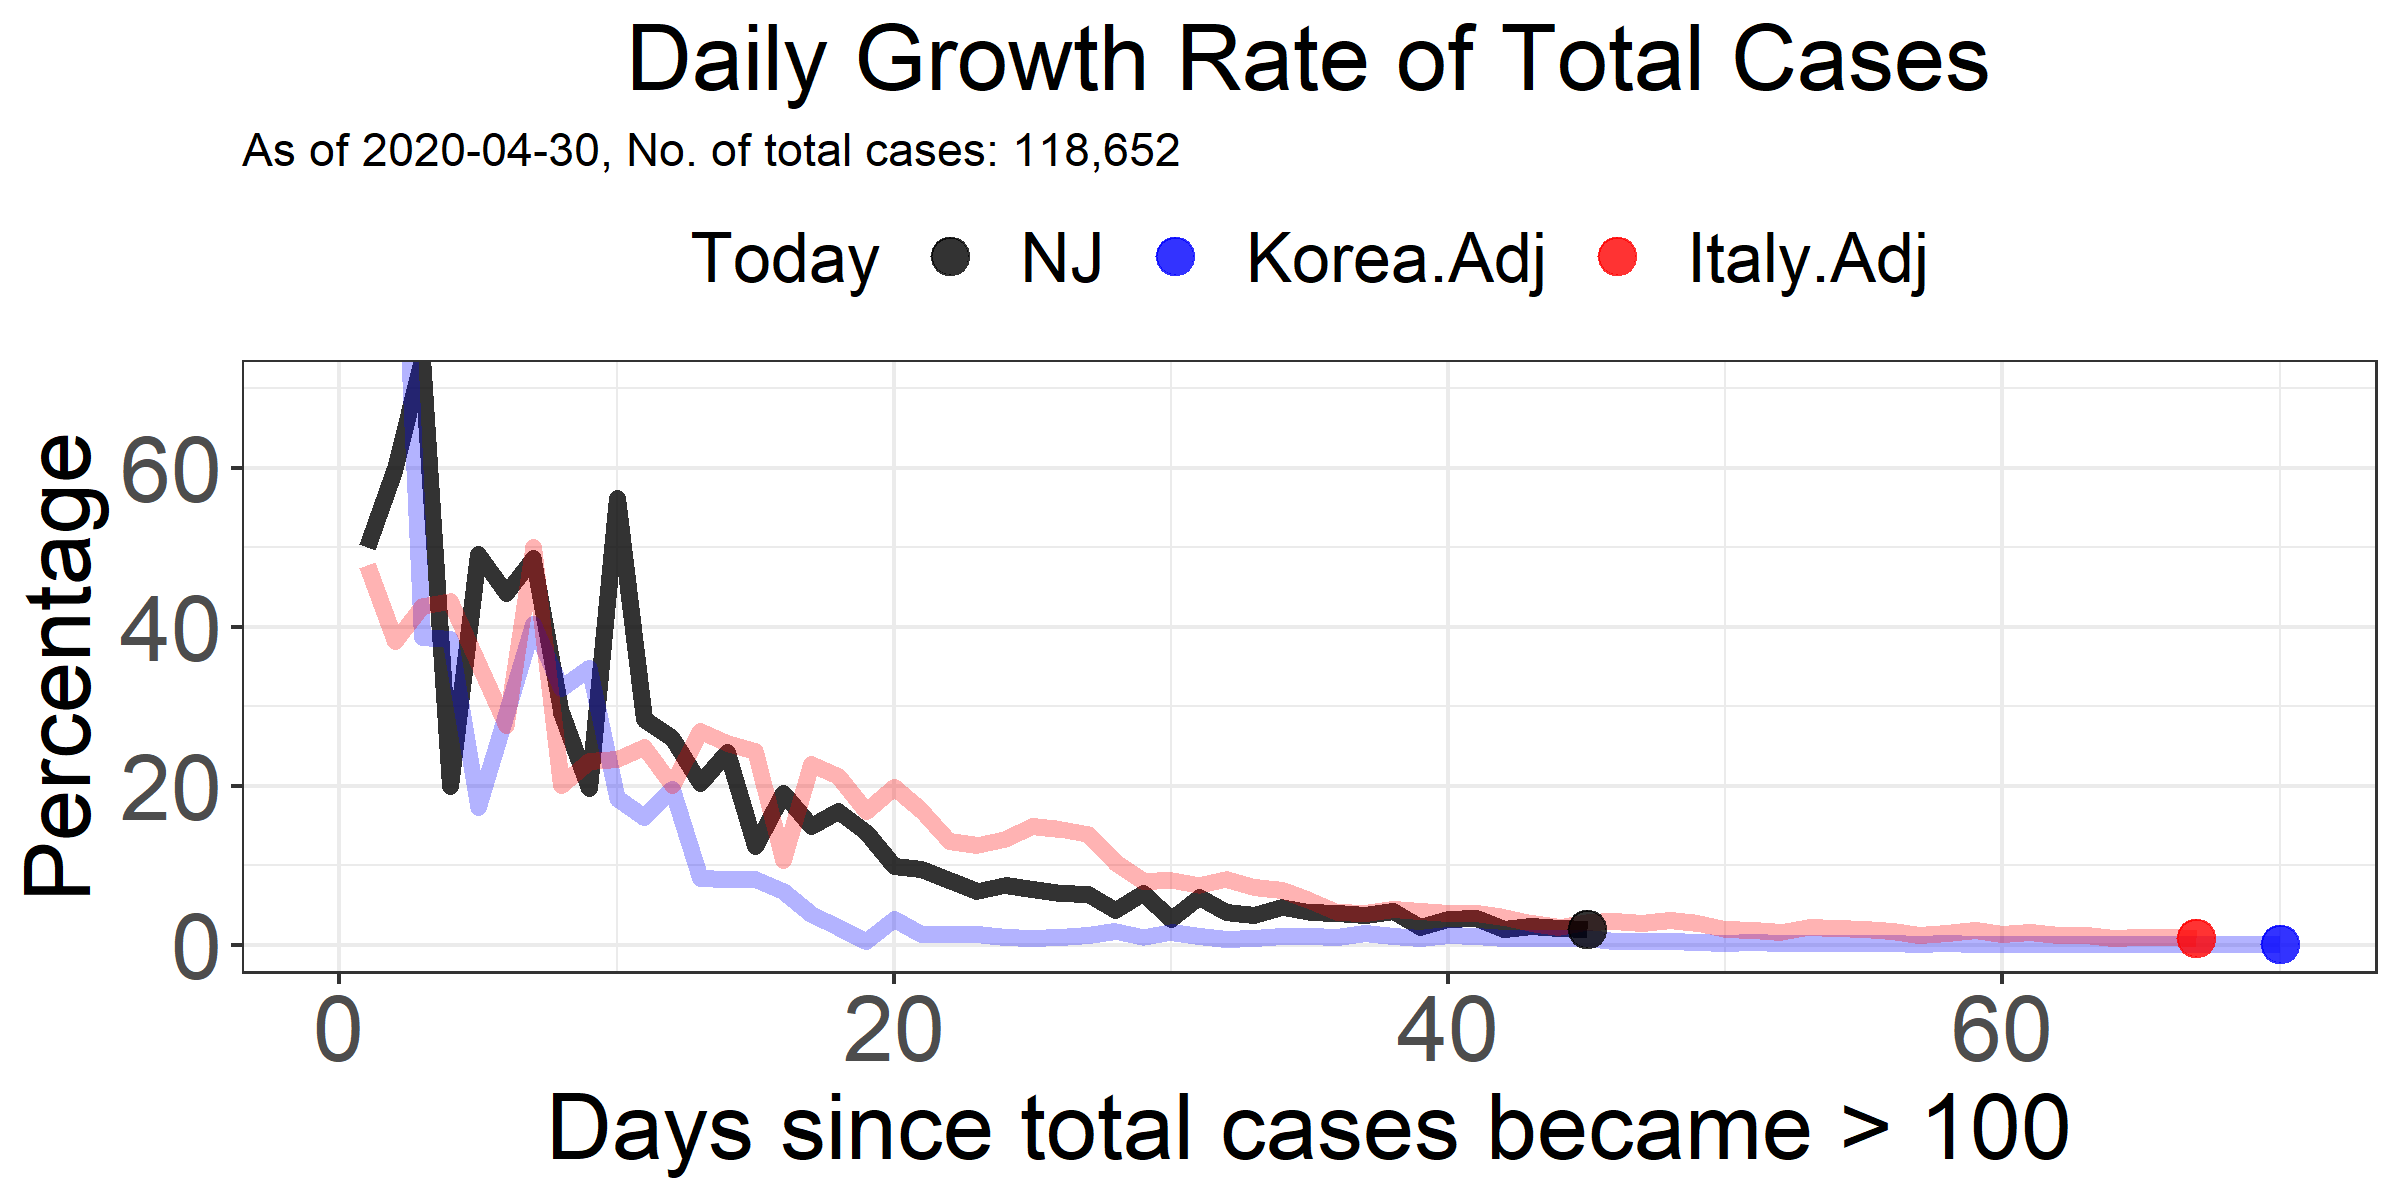 Daily Growth Rate of Total Cases
As of 2020-04-30, No. of total cases: 118,652
Today NJ Korea.Adj Italy.Adj
Percentage
60
40
20
0
0 20 40 60
Days since total cases became > 100